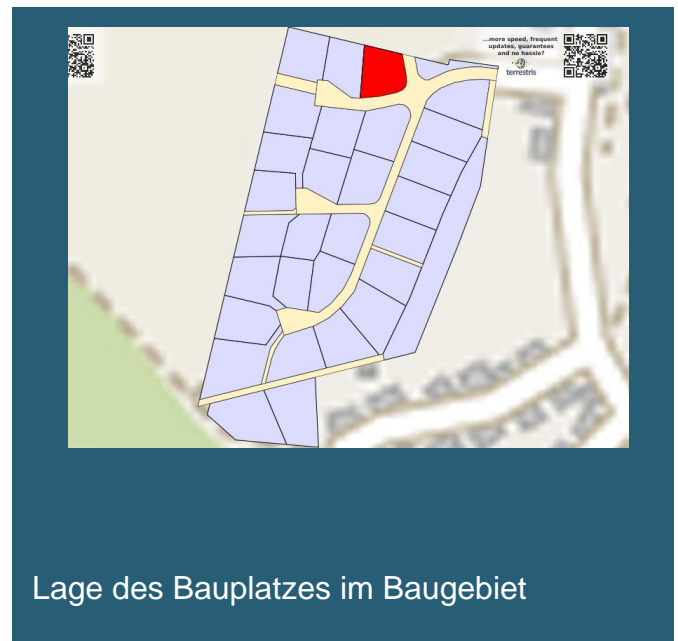 ...more speed, frequent
updates, guarantees
and no hassle?
terrestris
Lage des Bauplatzes im Baugebiet